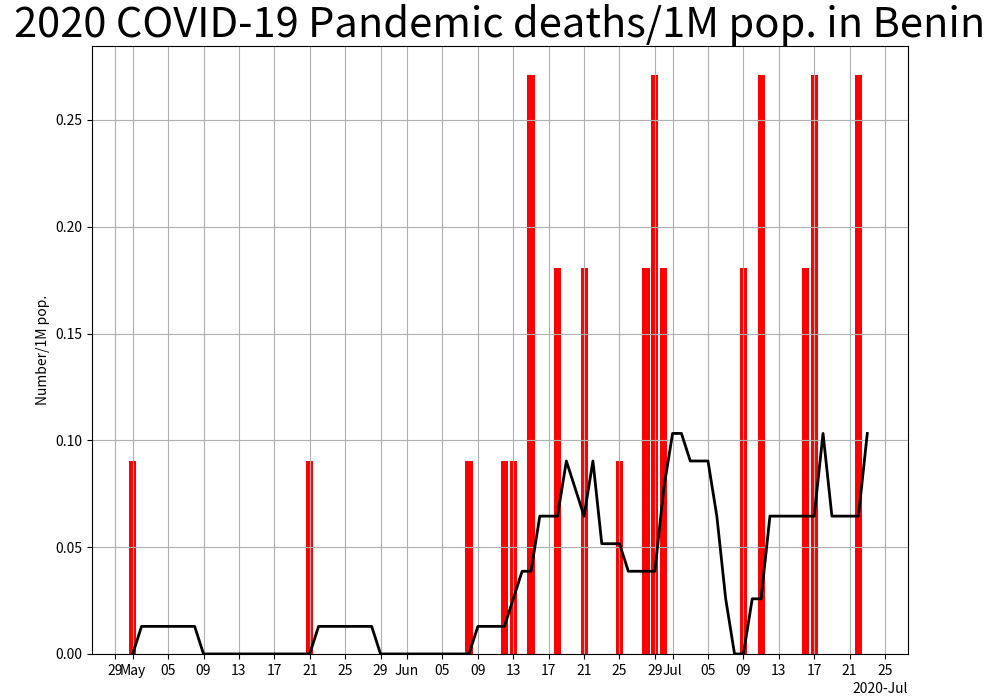 2020 COVID-19 Pandemic deaths/1M pop. in Benin
Number/1M pop.
0.25
0.20
0.15
0.10
0.05
0.00
29 May 05 09 13 17 21 25 29 Jun 05 09 13 17 21 25 29 Jul 05 09 13 17 21 25
2020-Jul